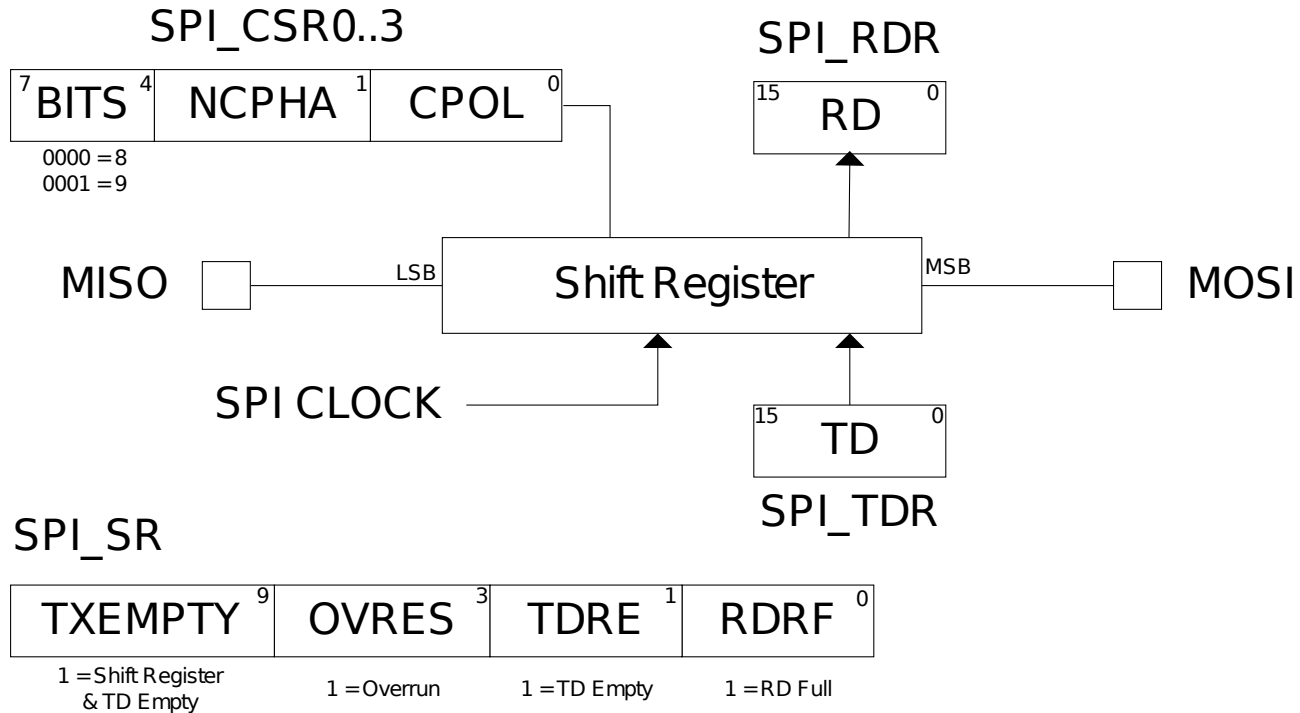 SPI_CSR0..3
SPI_RDR
7 BITS 4 NCPHA 1 CPOL 0
15 RD 0
0000 = 8
0001 = 9
MISO
LSB
Shift Register
MSB
MOSI
SPI CLOCK
15 TD 0
SPI_TDR
SPI_SR
TXEMPTY 9 OVRES 3 TDRE 1 RDRF 0
1 = Shift Register
& TD Empty
1 = Overrun
1 = TD Empty
1 = RD Full